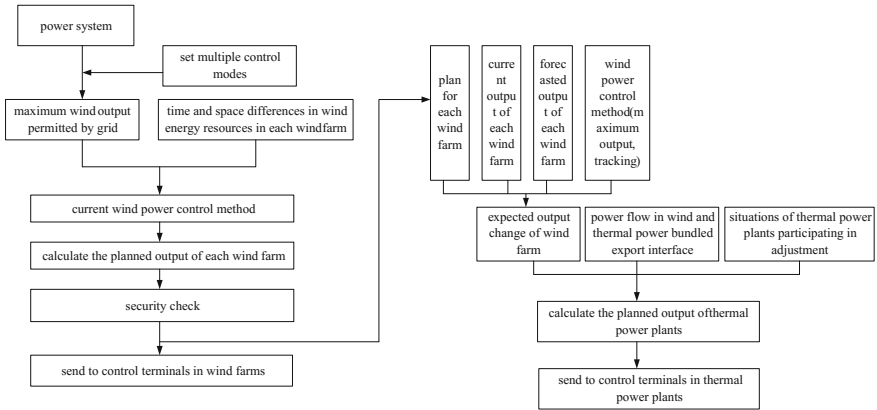 power system
set multiple control
modes
maximum wind output
permitted by grid
time and space differences in wind
energy resources in each windfarm
current wind power control method
calculate the planned output of each wind farm
security check
send to control terminals in wind farms
plan
for
each
wind
farm
curre
nt
outpu
t of
each
wind
farm
forec
asted
outpu
t of
each
wind
farm
wind
power
control
method(m
aximum
output,
tracking)
expected output
change of wind
farm
power flow in wind and
thermal power bundled
export interface
situations of thermal power
plants participating in
adjustment
calculate the planned output ofthermal
power plants
send to control terminals in thermal
power plants